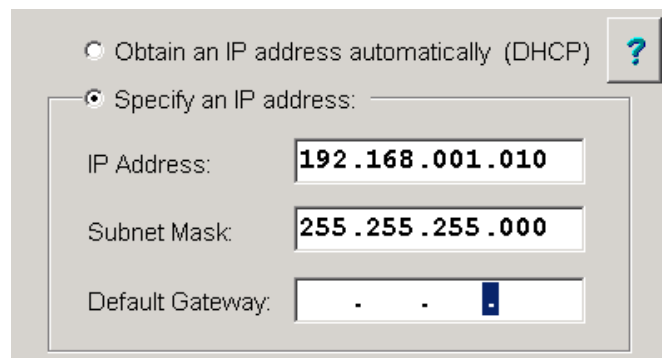 Obtain an IP address automatically (DHCP) ?
Specify an IP address:
IP Address: 192.168.001.010
Subnet Mask: 255.255.255.000
Default Gateway: . . .